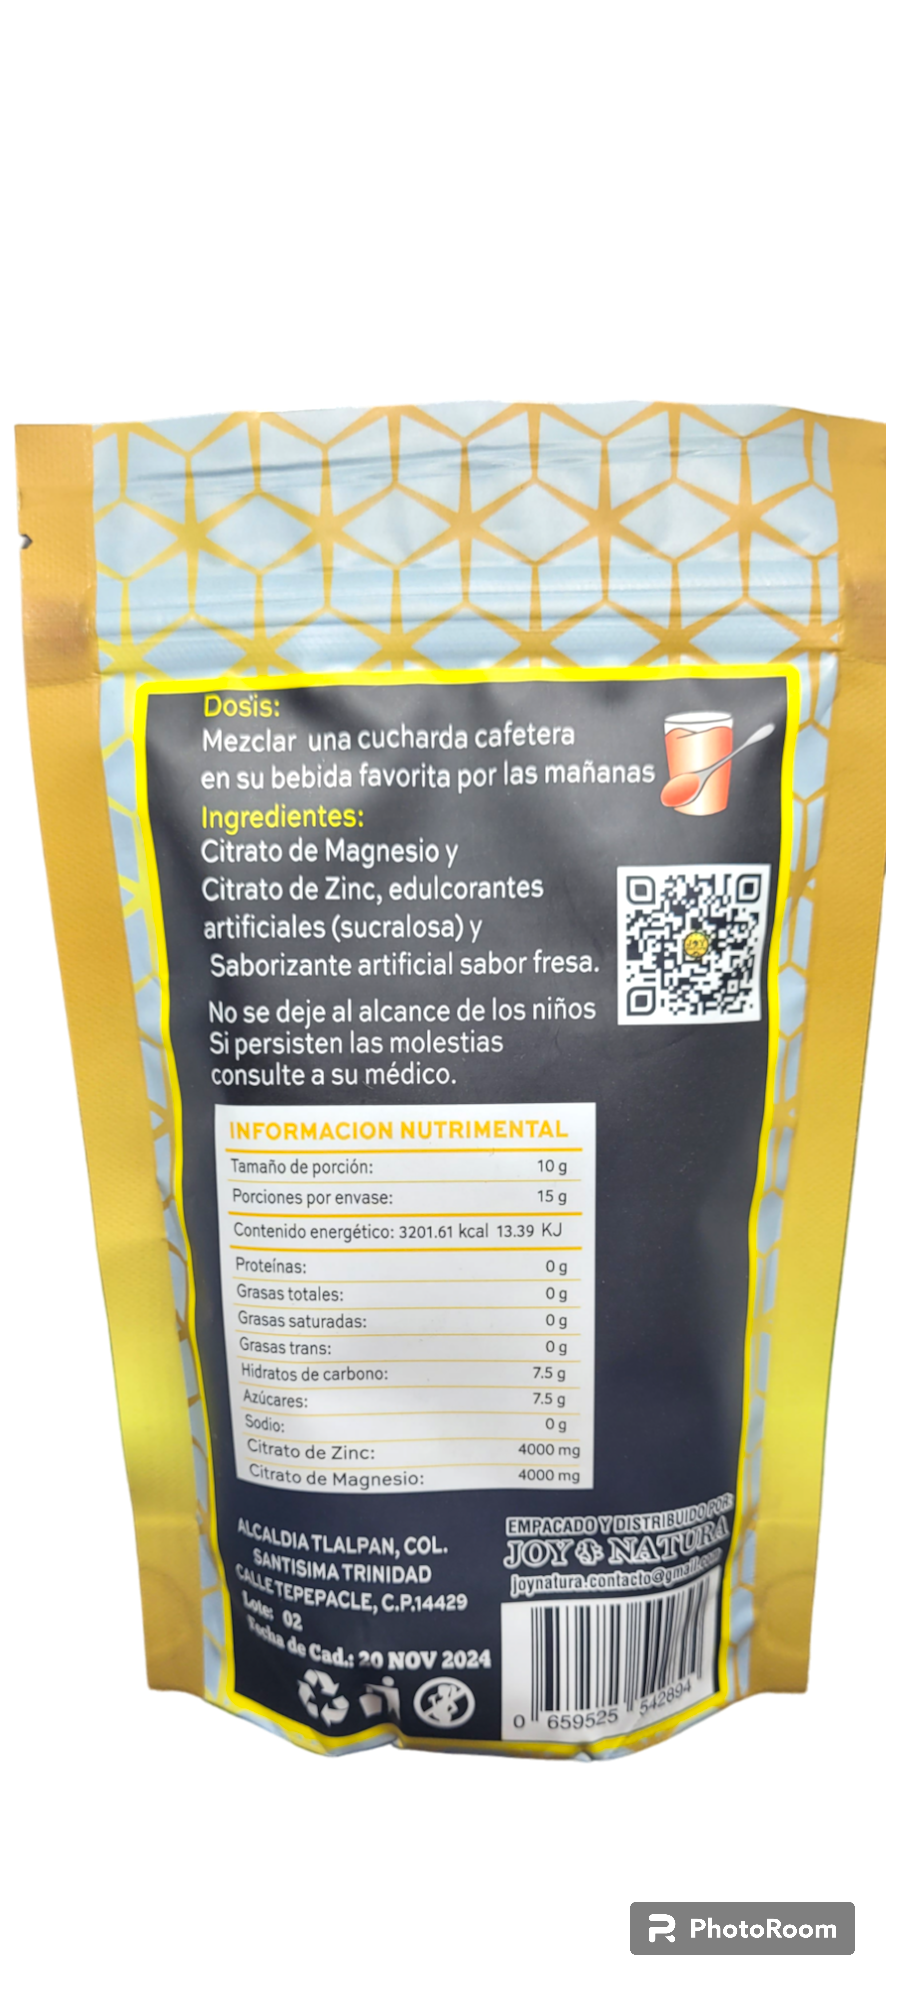 Dosis:
Mezclar una cucharda cafetera
en su bebida favorita por las mañanas
Ingredientes:
Citrato de Magnesio y
Citrato de Zinc, edulcorantes
artificiales (sucralosa) y
Saborizante artificial sabor fresa.
No se deje al alcance de los niños
Si persisten las molestias
consulte a su médico.
INFORMACION NUTRIMENTAL
Tamaño de porción: 10 g
Porciones por envase: 15 g
Contenido energético: 3201.61 kcal 13.39 KJ
Proteínas: 0 g
Grasas totales: 0 g
Grasas saturadas: 0 g
Grasas trans: 0 g
Hidratos de carbono: 7.5 g
Azúcares: 7.5 g
Sodio: 0 g
Citrato de Zinc: 4000 mg
Citrato de Magnesio: 4000 mg
ALCALDIA TLALPAN, COL.
SANTISIMA TRINIDAD
CALLE TEPEPACLE, C.P.14429
Lote: 02
Fecha de Cad.: 20 NOV 2024
EMPACADO Y DISTRIBUIDO POR:
JOY & NATURA
joynatura.contacto@gmail.com
0 659525 542894
JOY
PhotoRoom